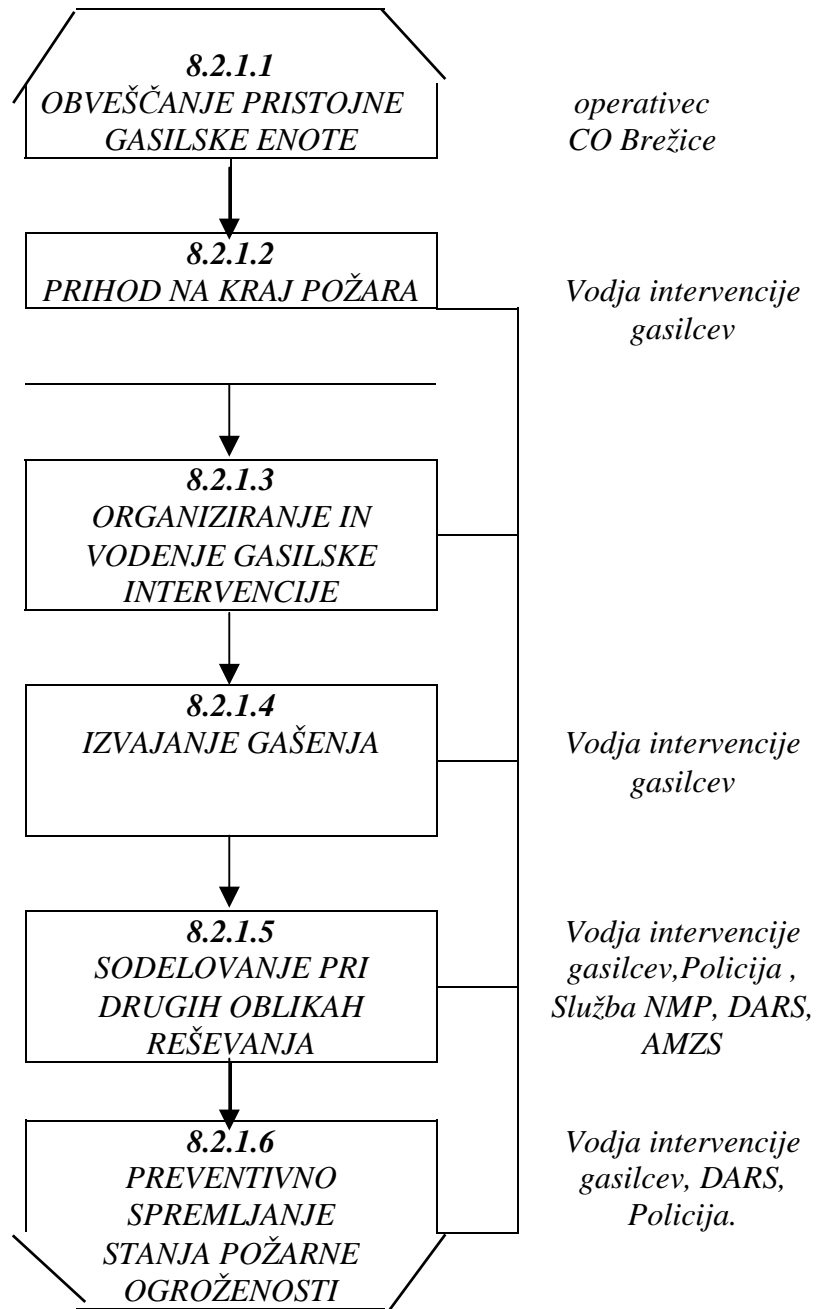 8.2.1.1
OBVEŠČANJE PRISTOJNE
GASILSKE ENOTE
operativec
CO Brežice
8.2.1.2
PRIHOD NA KRAJ POŽARA
Vodja intervencije
gasilcev
8.2.1.3
ORGANIZIRANJE IN
VODENJE GASILSKE
INTERVENCIJE
8.2.1.4
IZVAJANJE GAŠENJA
Vodja intervencije
gasilcev
8.2.1.5
SODELOVANJE PRI
DRUGIH OBLIKAH
REŠEVANJA
Vodja intervencije
gasilcev,Policija ,
Služba NMP, DARS,
AMZS
8.2.1.6
PREVENTIVNO
SPREMLJANJE
STANJA POŽARNE
OGROŽENOSTI
Vodja intervencije
gasilcev, DARS,
Policija.